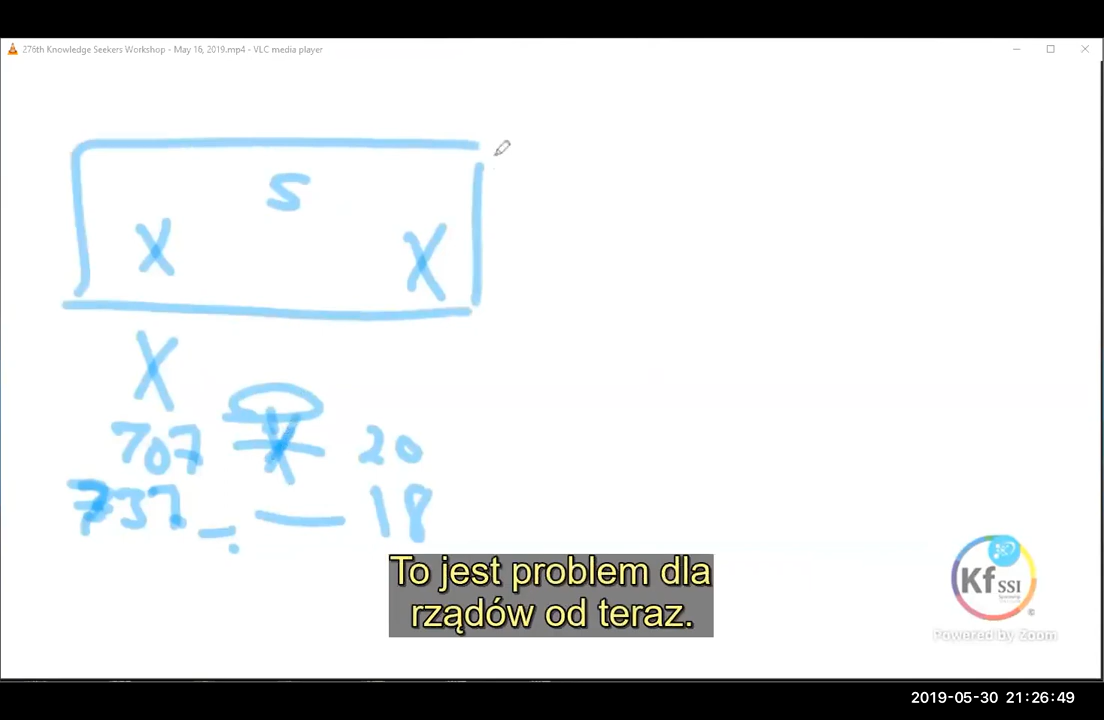 276th Knowledge Seekers Workshop - May 16, 2019.mp4 - VLC media player
S
X X
X
707 X 20
737 18
To jest problem dla
rządów od teraz.
Kf SSI
©
Powered by Zoom
2019-05-30 21:26:49